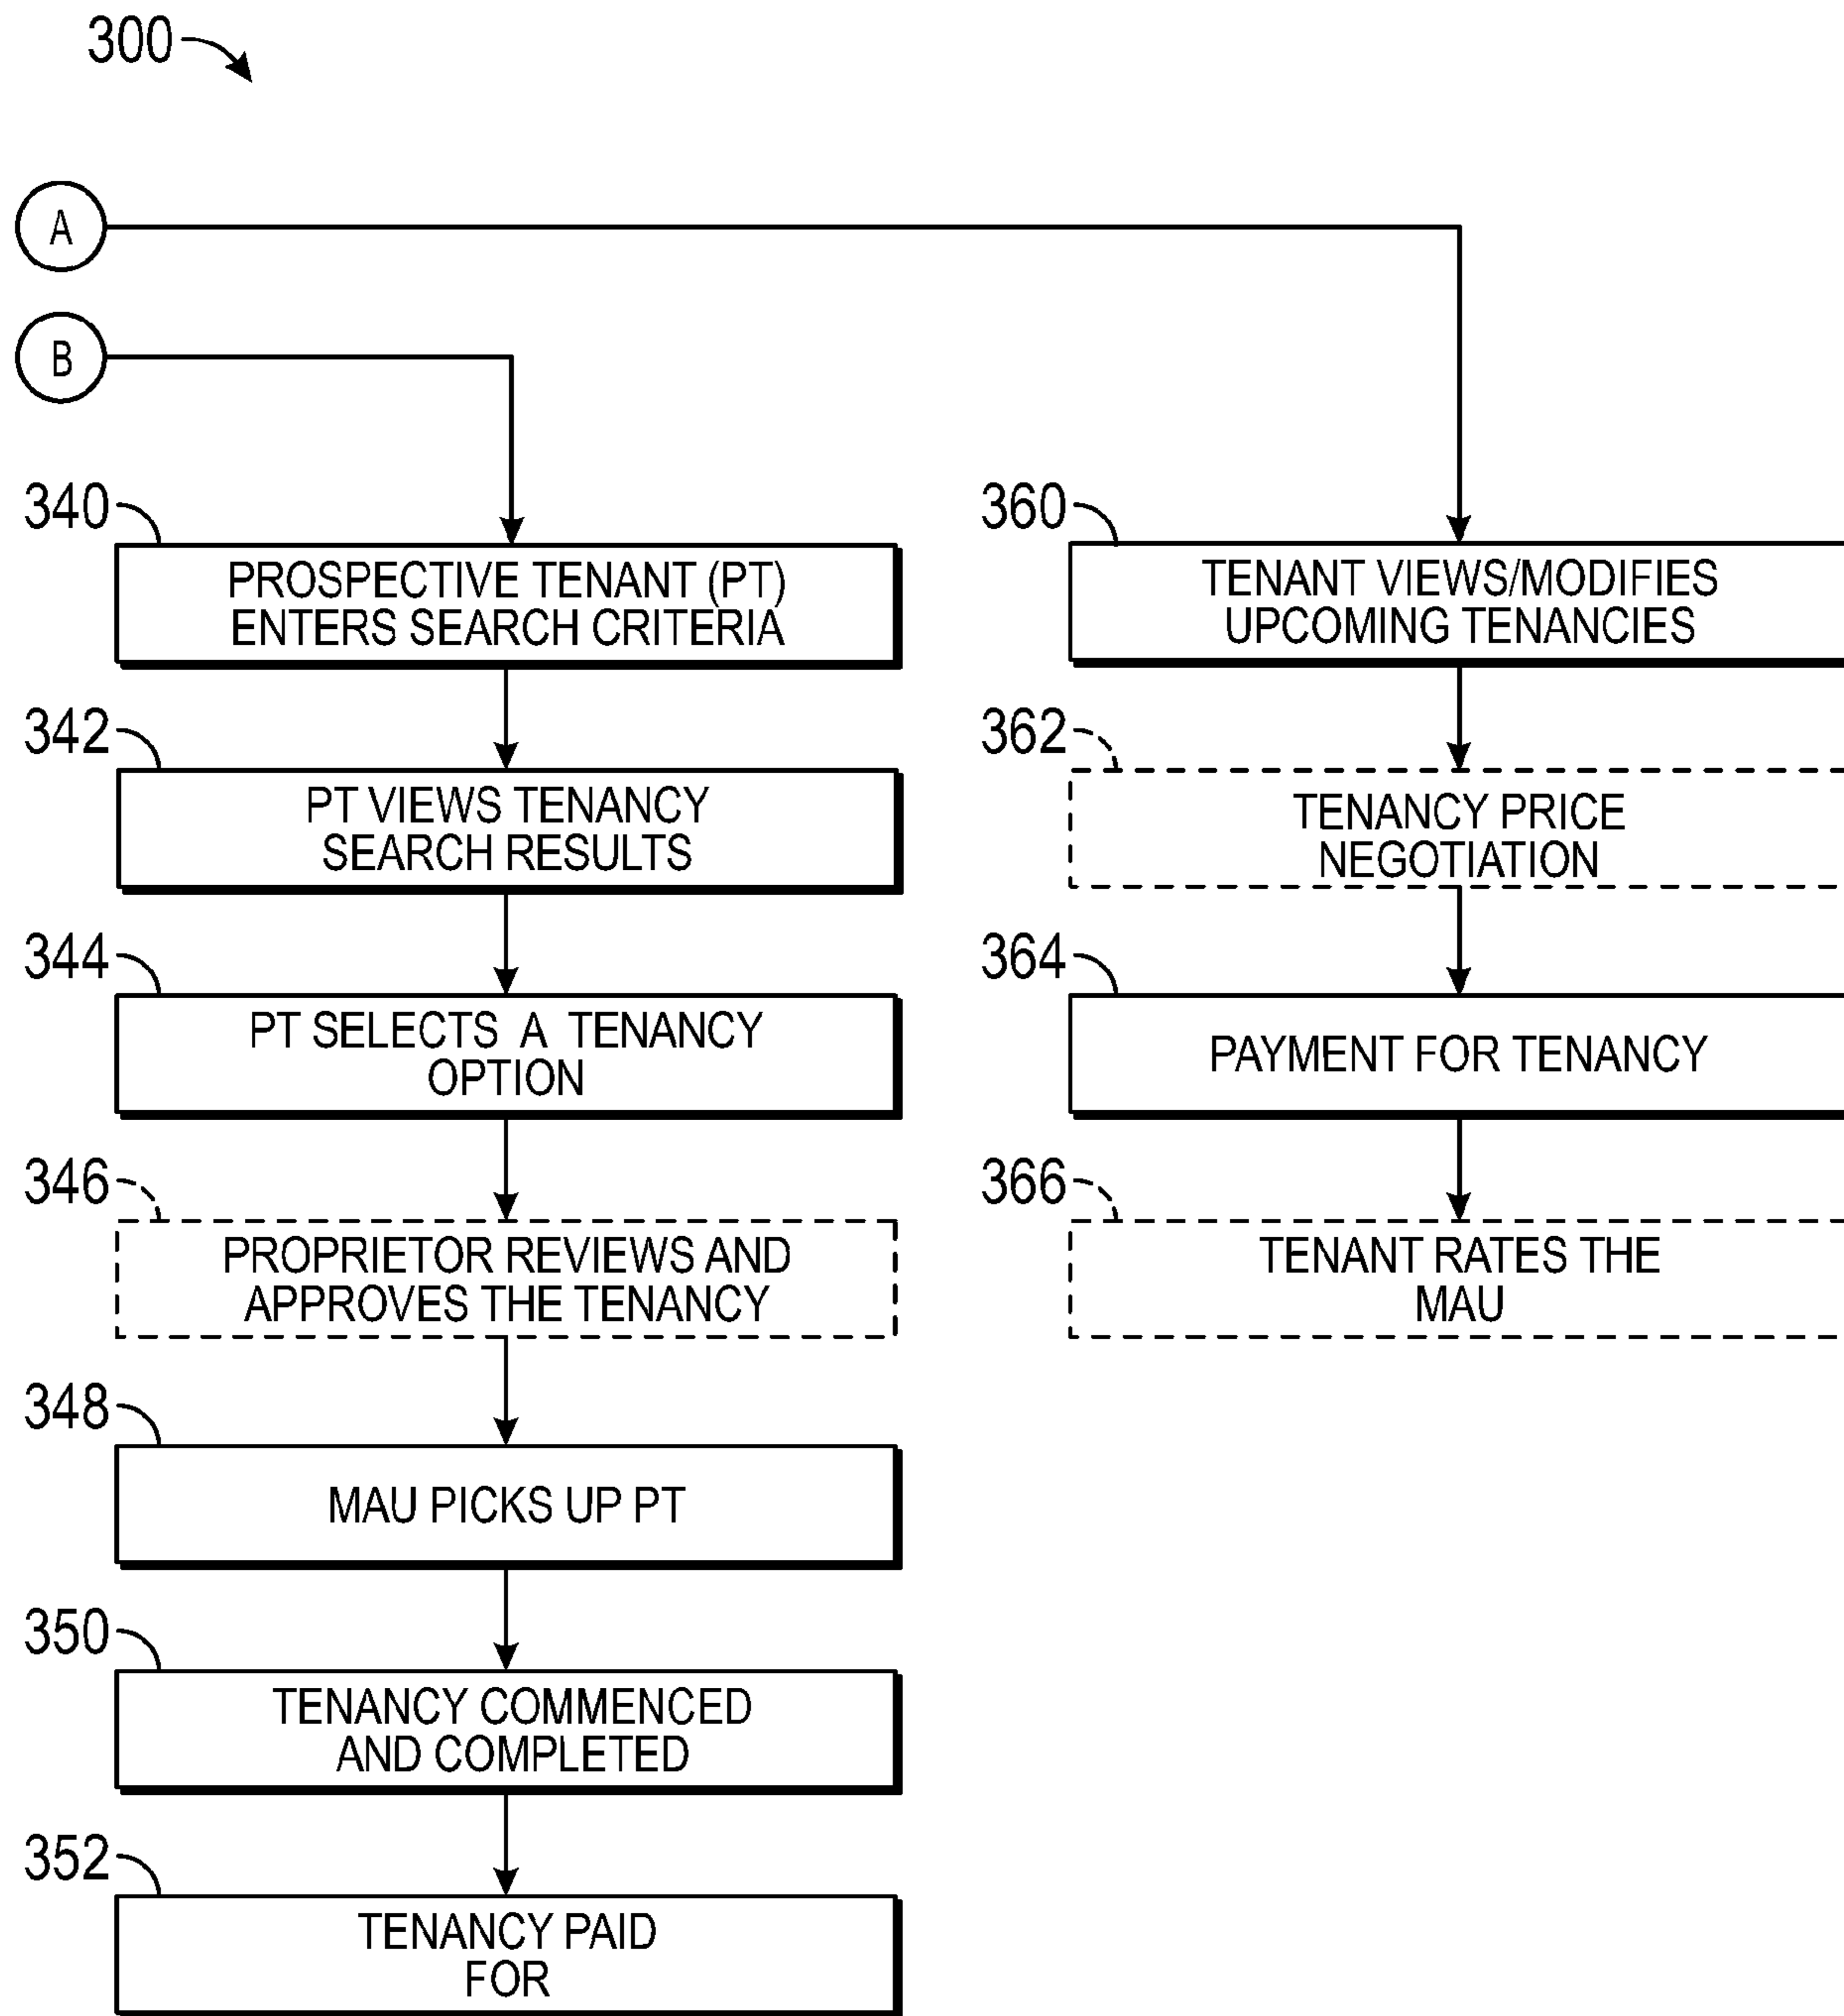 300
A
B
340
PROSPECTIVE TENANT (PT)
ENTERS SEARCH CRITERIA
342
PT VIEWS TENANCY
SEARCH RESULTS
344
PT SELECTS A TENANCY
OPTION
346
PROPRIETOR REVIEWS AND
APPROVES THE TENANCY
348
MAU PICKS UP PT
350
TENANCY COMMENCED
AND COMPLETED
352
TENANCY PAID
FOR
360
TENANT VIEWS/MODIFIES
UPCOMING TENANCIES
362
TENANCY PRICE
NEGOTIATION
364
PAYMENT FOR TENANCY
366
TENANT RATES THE
MAU